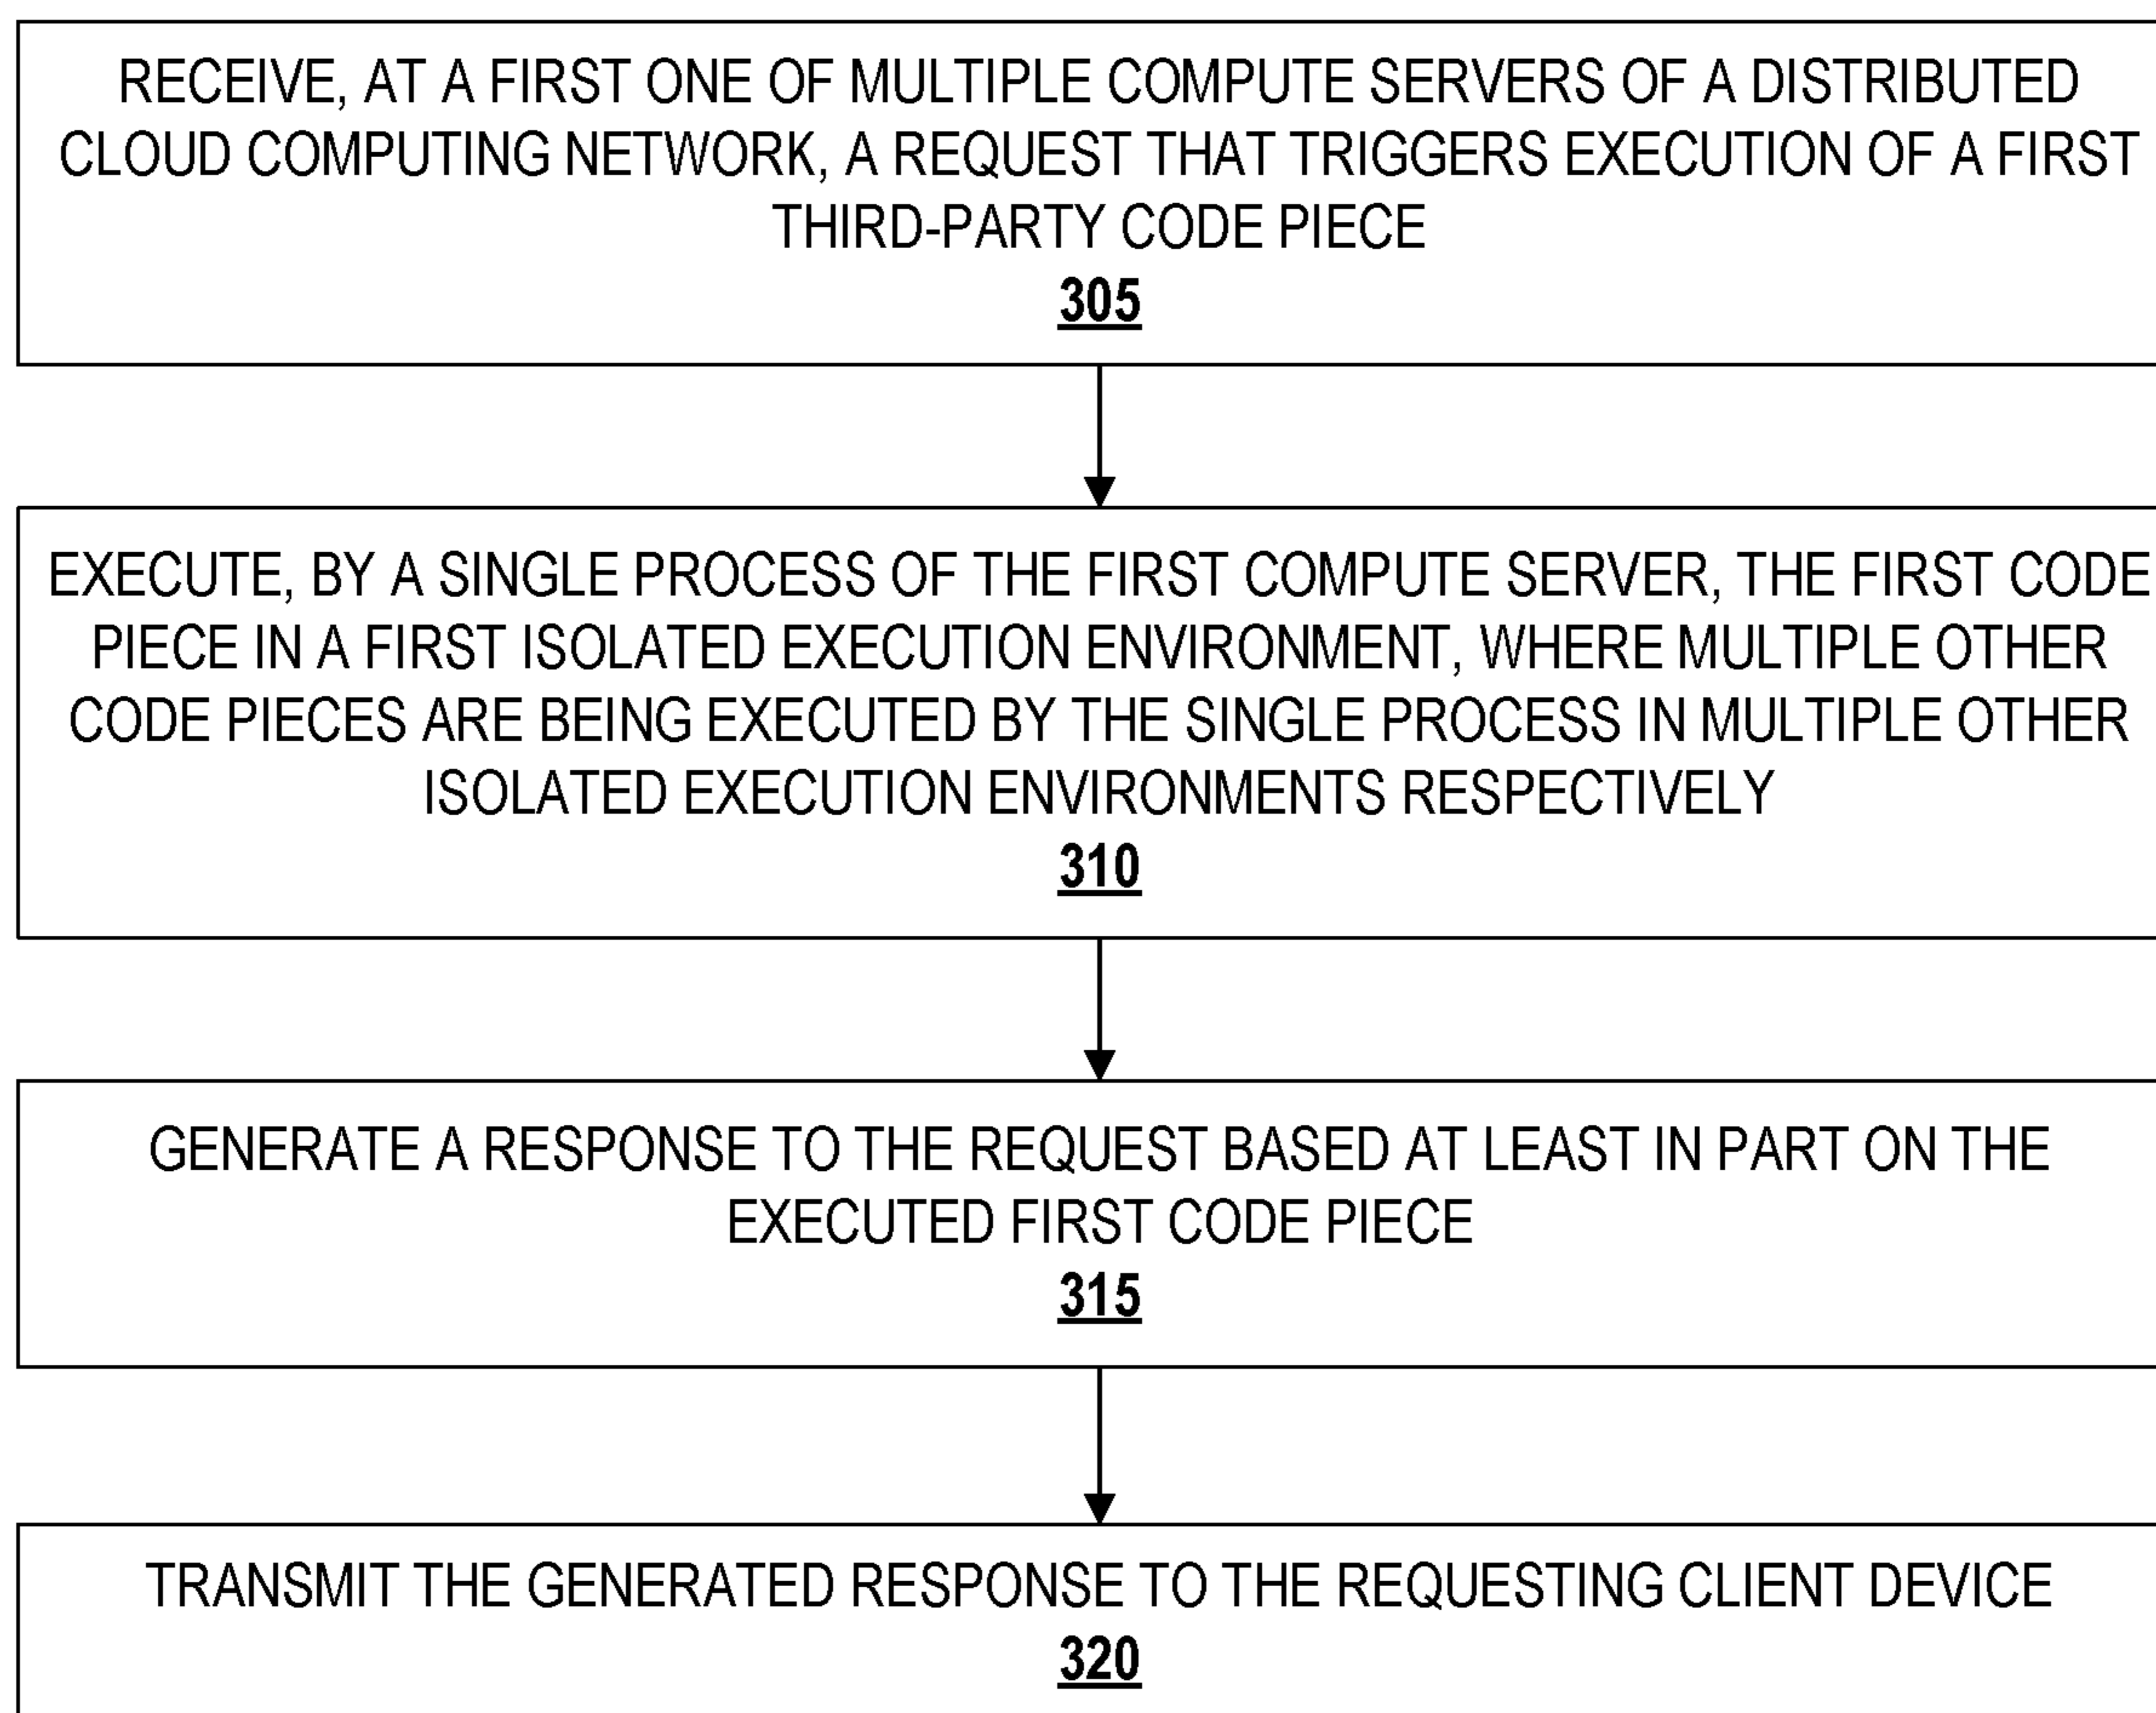 RECEIVE, AT A FIRST ONE OF MULTIPLE COMPUTE SERVERS OF A DISTRIBUTED
CLOUD COMPUTING NETWORK, A REQUEST THAT TRIGGERS EXECUTION OF A FIRST
THIRD-PARTY CODE PIECE
305
EXECUTE, BY A SINGLE PROCESS OF THE FIRST COMPUTE SERVER, THE FIRST CODE
PIECE IN A FIRST ISOLATED EXECUTION ENVIRONMENT, WHERE MULTIPLE OTHER
CODE PIECES ARE BEING EXECUTED BY THE SINGLE PROCESS IN MULTIPLE OTHER
ISOLATED EXECUTION ENVIRONMENTS RESPECTIVELY
310
GENERATE A RESPONSE TO THE REQUEST BASED AT LEAST IN PART ON THE
EXECUTED FIRST CODE PIECE
315
TRANSMIT THE GENERATED RESPONSE TO THE REQUESTING CLIENT DEVICE
320